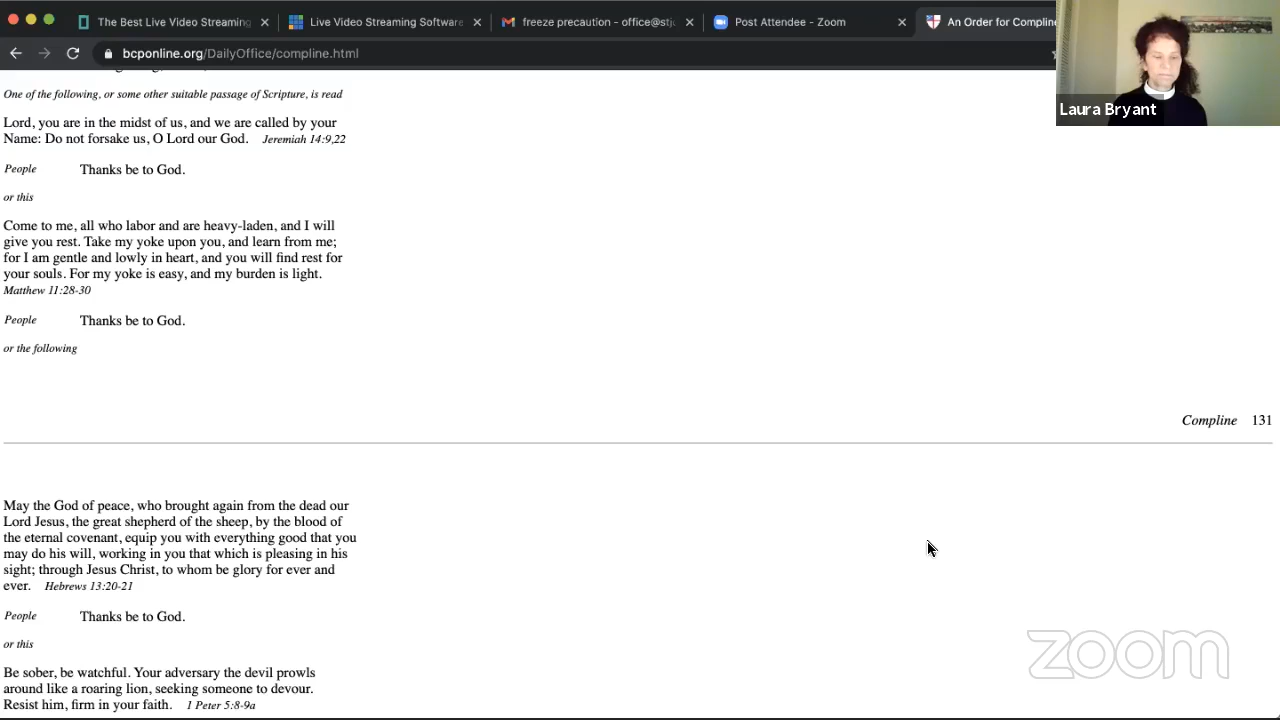 The Best Live Video Streaming
Live Video Streaming Software
freeze precaution - office@stj
Post Attendee - Zoom
An Order for Compline
bcponline.org/DailyOffice/compline.html
Laura Bryant
One of the following, or some other suitable passage of Scripture, is read
Lord, you are in the midst of us, and we are called by your
Name: Do not forsake us, O Lord our God. Jeremiah 14:9,22
People Thanks be to God.
or this
Come to me, all who labor and are heavy-laden, and I will
give you rest. Take my yoke upon you, and learn from me;
for I am gentle and lowly in heart, and you will find rest for
your souls. For my yoke is easy, and my burden is light.
Matthew 11:28-30
People Thanks be to God.
or the following
Compline 131
May the God of peace, who brought again from the dead our
Lord Jesus, the great shepherd of the sheep, by the blood of
the eternal covenant, equip you with everything good that you
may do his will, working in you that which is pleasing in his
sight; through Jesus Christ, to whom be glory for ever and
ever. Hebrews 13:20-21
People Thanks be to God.
or this
Be sober, be watchful. Your adversary the devil prowls
around like a roaring lion, seeking someone to devour.
Resist him, firm in your faith. 1 Peter 5:8-9a
zoom